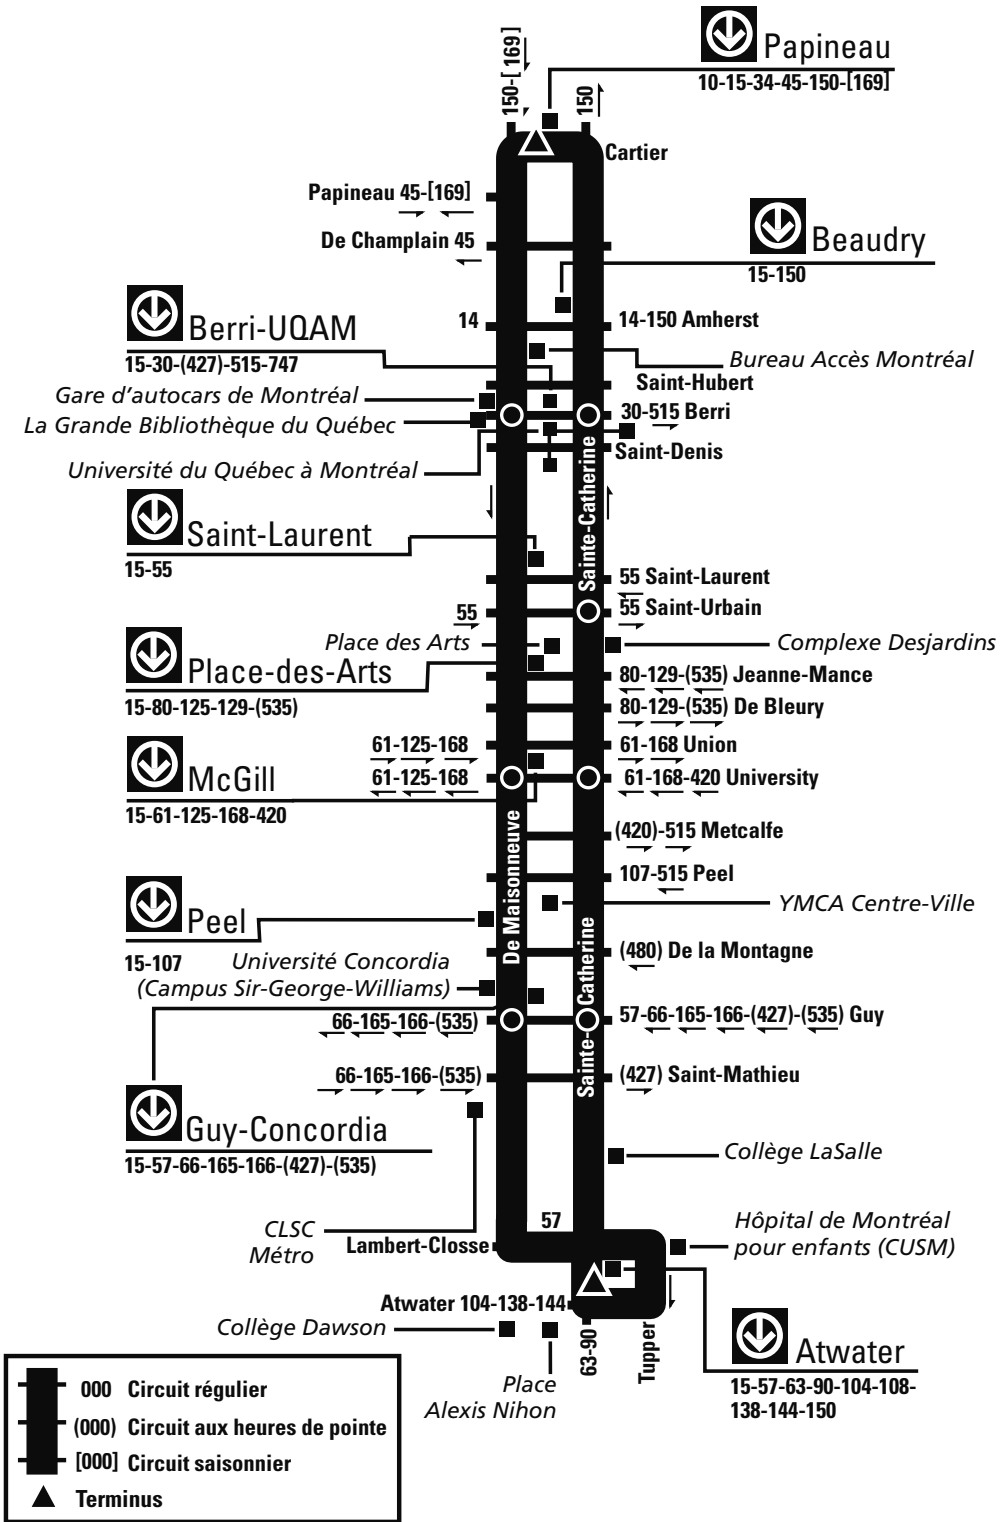 150-[169]
150
Papineau
10-15-34-45-150-[169]
Cartier
Papineau 45-[169]
De Champlain 45
Beaudry
15-150
Berri-UQAM
15-30-(427)-515-747
14
14-150 Amherst
Bureau Accès Montréal
Saint-Hubert
Gare d'autocars de Montréal
30-515 Berri
La Grande Bibliothèque du Québec
Saint-Denis
Université du Québec à Montréal
Sainte-Catherine
Saint-Laurent
15-55
55 Saint-Laurent
55
55 Saint-Urbain
Place des Arts
Complexe Desjardins
Place-des-Arts
15-80-125-129-(535)
80-129-(535) Jeanne-Mance
80-129-(535) De Bleury
61-125-168
61-168 Union
McGill
15-61-125-168-420
61-125-168
61-168-420 University
(420)-515 Metcalfe
De Maisonneuve
107-515 Peel
Peel
15-107
YMCA Centre-Ville
Université Concordia
(Campus Sir-George-Williams)
(480) De la Montagne
Sainte-Catherine
66-165-166-(535)
57-66-165-166-(427)-(535) Guy
66-165-166-(535)
(427) Saint-Mathieu
Guy-Concordia
15-57-66-165-166-(427)-(535)
Collège LaSalle
CLSC
Métro
57
Lambert-Closse
Hôpital de Montréal
pour enfants (CUSM)
Atwater 104-138-144
Collège Dawson
63-90
Tupper
Place
Alexis Nihon
Atwater
15-57-63-90-104-108-
138-144-150
000 Circuit régulier
(000) Circuit aux heures de pointe
[000] Circuit saisonnier
Terminus